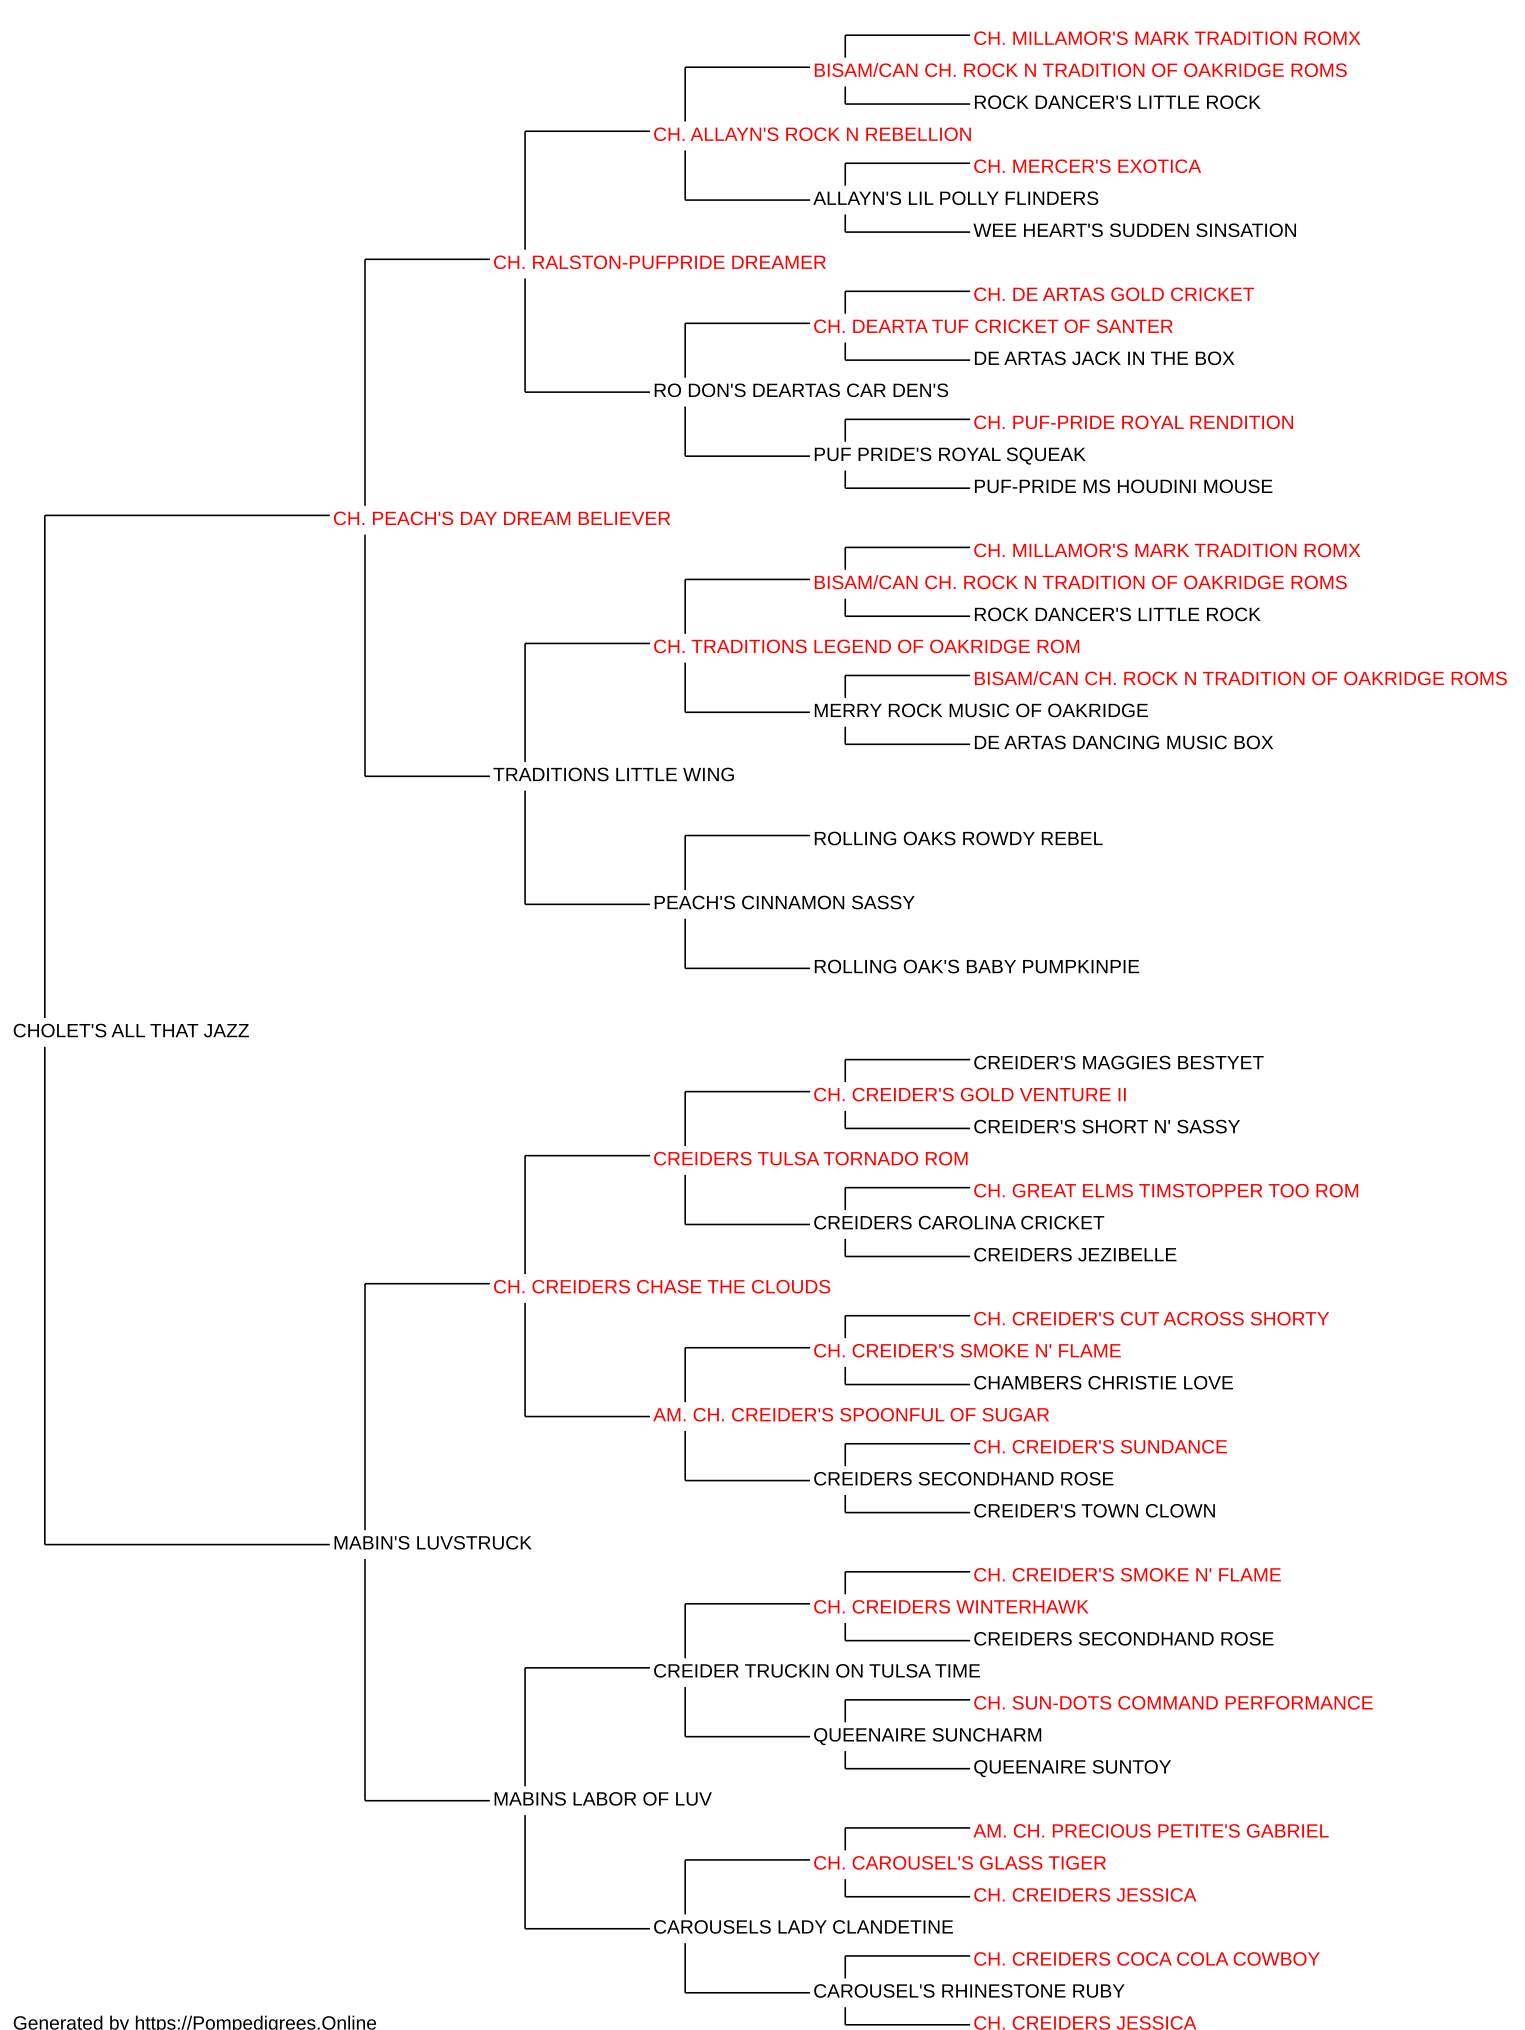 CH. MILLAMOR'S MARK TRADITION ROMX
BISAM/CAN CH. ROCK N TRADITION OF OAKRIDGE ROMS
ROCK DANCER'S LITTLE ROCK
CH. ALLAYN'S ROCK N REBELLION
CH. MERCER'S EXOTICA
ALLAYN'S LIL POLLY FLINDERS
WEE HEART'S SUDDEN SINSATION
CH. RALSTON-PUFPRIDE DREAMER
CH. DE ARTAS GOLD CRICKET
CH. DEARTA TUF CRICKET OF SANTER
DE ARTAS JACK IN THE BOX
RO DON'S DEARTAS CAR DEN'S
CH. PUF-PRIDE ROYAL RENDITION
PUF PRIDE'S ROYAL SQUEAK
PUF-PRIDE MS HOUDINI MOUSE
CH. PEACH'S DAY DREAM BELIEVER
CH. MILLAMOR'S MARK TRADITION ROMX
BISAM/CAN CH. ROCK N TRADITION OF OAKRIDGE ROMS
ROCK DANCER'S LITTLE ROCK
CH. TRADITIONS LEGEND OF OAKRIDGE ROM
BISAM/CAN CH. ROCK N TRADITION OF OAKRIDGE ROMS
MERRY ROCK MUSIC OF OAKRIDGE
DE ARTAS DANCING MUSIC BOX
TRADITIONS LITTLE WING
ROLLING OAKS ROWDY REBEL
PEACH'S CINNAMON SASSY
ROLLING OAK'S BABY PUMPKINPIE
CHOLET'S ALL THAT JAZZ
CREIDER'S MAGGIES BESTYET
CH. CREIDER'S GOLD VENTURE II
CREIDER'S SHORT N' SASSY
CREIDERS TULSA TORNADO ROM
CH. GREAT ELMS TIMSTOPPER TOO ROM
CREIDERS CAROLINA CRICKET
CREIDERS JEZIBELLE
CH. CREIDERS CHASE THE CLOUDS
CH. CREIDER'S CUT ACROSS SHORTY
CH. CREIDER'S SMOKE N' FLAME
CHAMBERS CHRISTIE LOVE
AM. CH. CREIDER'S SPOONFUL OF SUGAR
CH. CREIDER'S SUNDANCE
CREIDERS SECONDHAND ROSE
CREIDER'S TOWN CLOWN
MABIN'S LUVSTRUCK
CH. CREIDER'S SMOKE N' FLAME
CH. CREIDERS WINTERHAWK
CREIDERS SECONDHAND ROSE
CREIDER TRUCKIN ON TULSA TIME
CH. SUN-DOTS COMMAND PERFORMANCE
QUEENAIRE SUNCHARM
QUEENAIRE SUNTOY
MABINS LABOR OF LUV
AM. CH. PRECIOUS PETITE'S GABRIEL
CH. CAROUSEL'S GLASS TIGER
CH. CREIDERS JESSICA
CAROUSELS LADY CLANDETINE
CH. CREIDERS COCA COLA COWBOY
CAROUSEL'S RHINESTONE RUBY
CH. CREIDERS JESSICA
Generated by https://Pompedigrees.Online